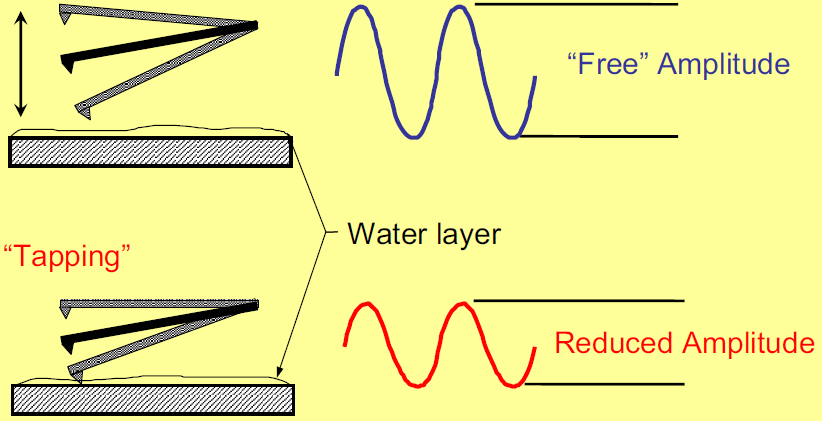 “Free” Amplitude
Water layer
“Tapping”
Reduced Amplitude